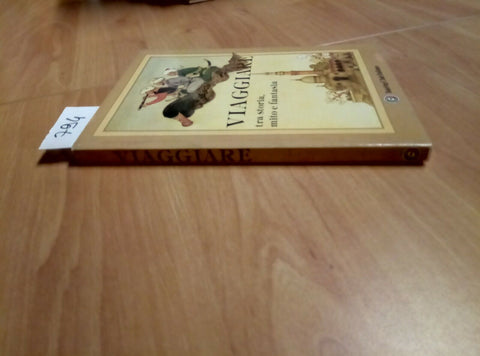 VIAGGIARE
tra storia,
mito e fantasia
VIAGGIARE
794